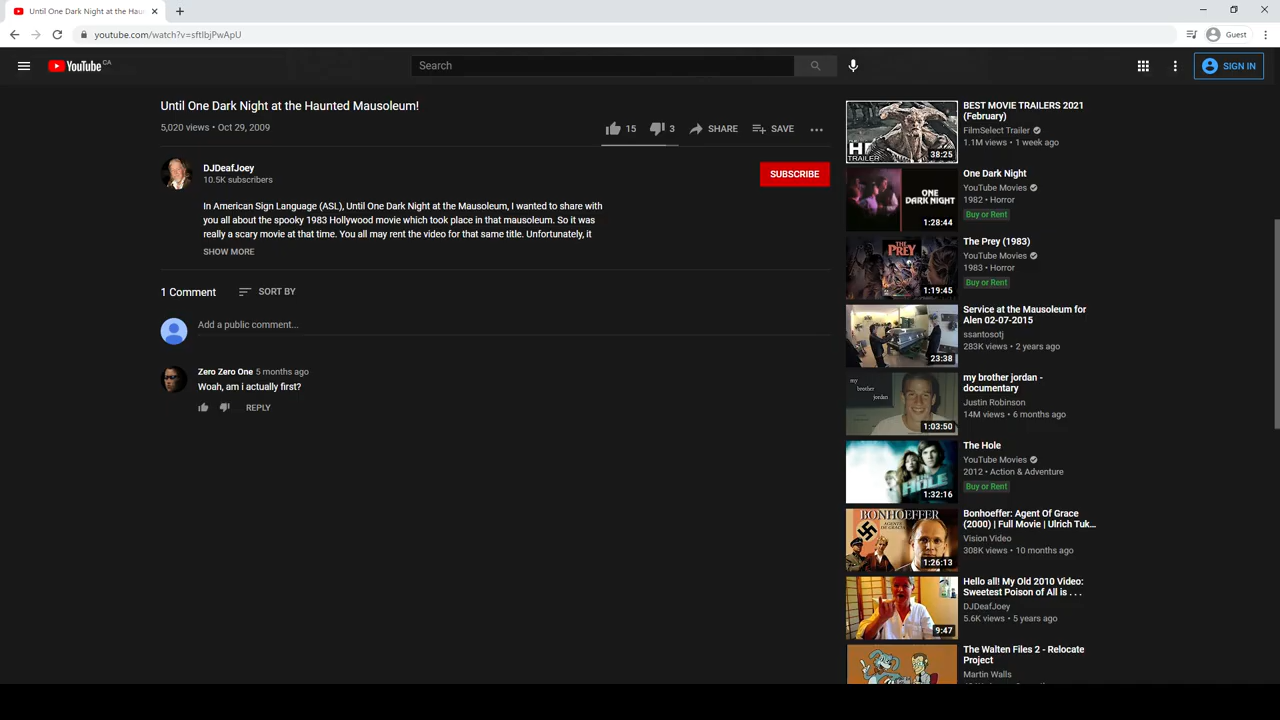 Until One Dark Night at the Hau
youtube.com/watch?v=sftIbjPwApU
Guest
YouTube CA
Search
SIGN IN
Until One Dark Night at the Haunted Mausoleum!
5,020 views • Oct 29, 2009
15
3
SHARE
SAVE
DJDeafJoey
10.5K subscribers
SUBSCRIBE
In American Sign Language (ASL), Until One Dark Night at the Mausoleum, I wanted to share with
you all about the spooky 1983 Hollywood movie which took place in that mausoleum. So it was
really a scary movie at that time. You all may rent the video for that same title. Unfortunately, it
SHOW MORE
1 Comment
SORT BY
Add a public comment...
Zero Zero One 5 months ago
Woah, am i actually first?
REPLY
HD
TRAILER
38:25
BEST MOVIE TRAILERS 2021
(February)
FilmSelect Trailer
1.1M views • 1 week ago
ONE
DARK NIGHT
1:28:44
One Dark Night
YouTube Movies
1982 • Horror
Buy or Rent
THE
PREY
1:19:45
The Prey (1983)
YouTube Movies
1983 • Horror
Buy or Rent
23:38
Service at the Mausoleum for
Alen 02-07-2015
ssantosotj
283K views • 2 years ago
my
brother
jordan
1:03:50
my brother jordan -
documentary
Justin Robinson
14M views • 6 months ago
THE
HOLE
1:32:16
The Hole
YouTube Movies
2012 • Action & Adventure
Buy or Rent
BONHOEFFER
AGENT OF GRACE
1:26:13
Bonhoeffer: Agent Of Grace
(2000) | Full Movie | Ulrich Tuk...
Vision Video
308K views • 10 months ago
9:47
Hello all! My Old 2010 Video:
Sweetest Poison of All is . . .
DJDeafJoey
5.6K views • 5 years ago
The Walten Files 2 - Relocate
Project
Martin Walls